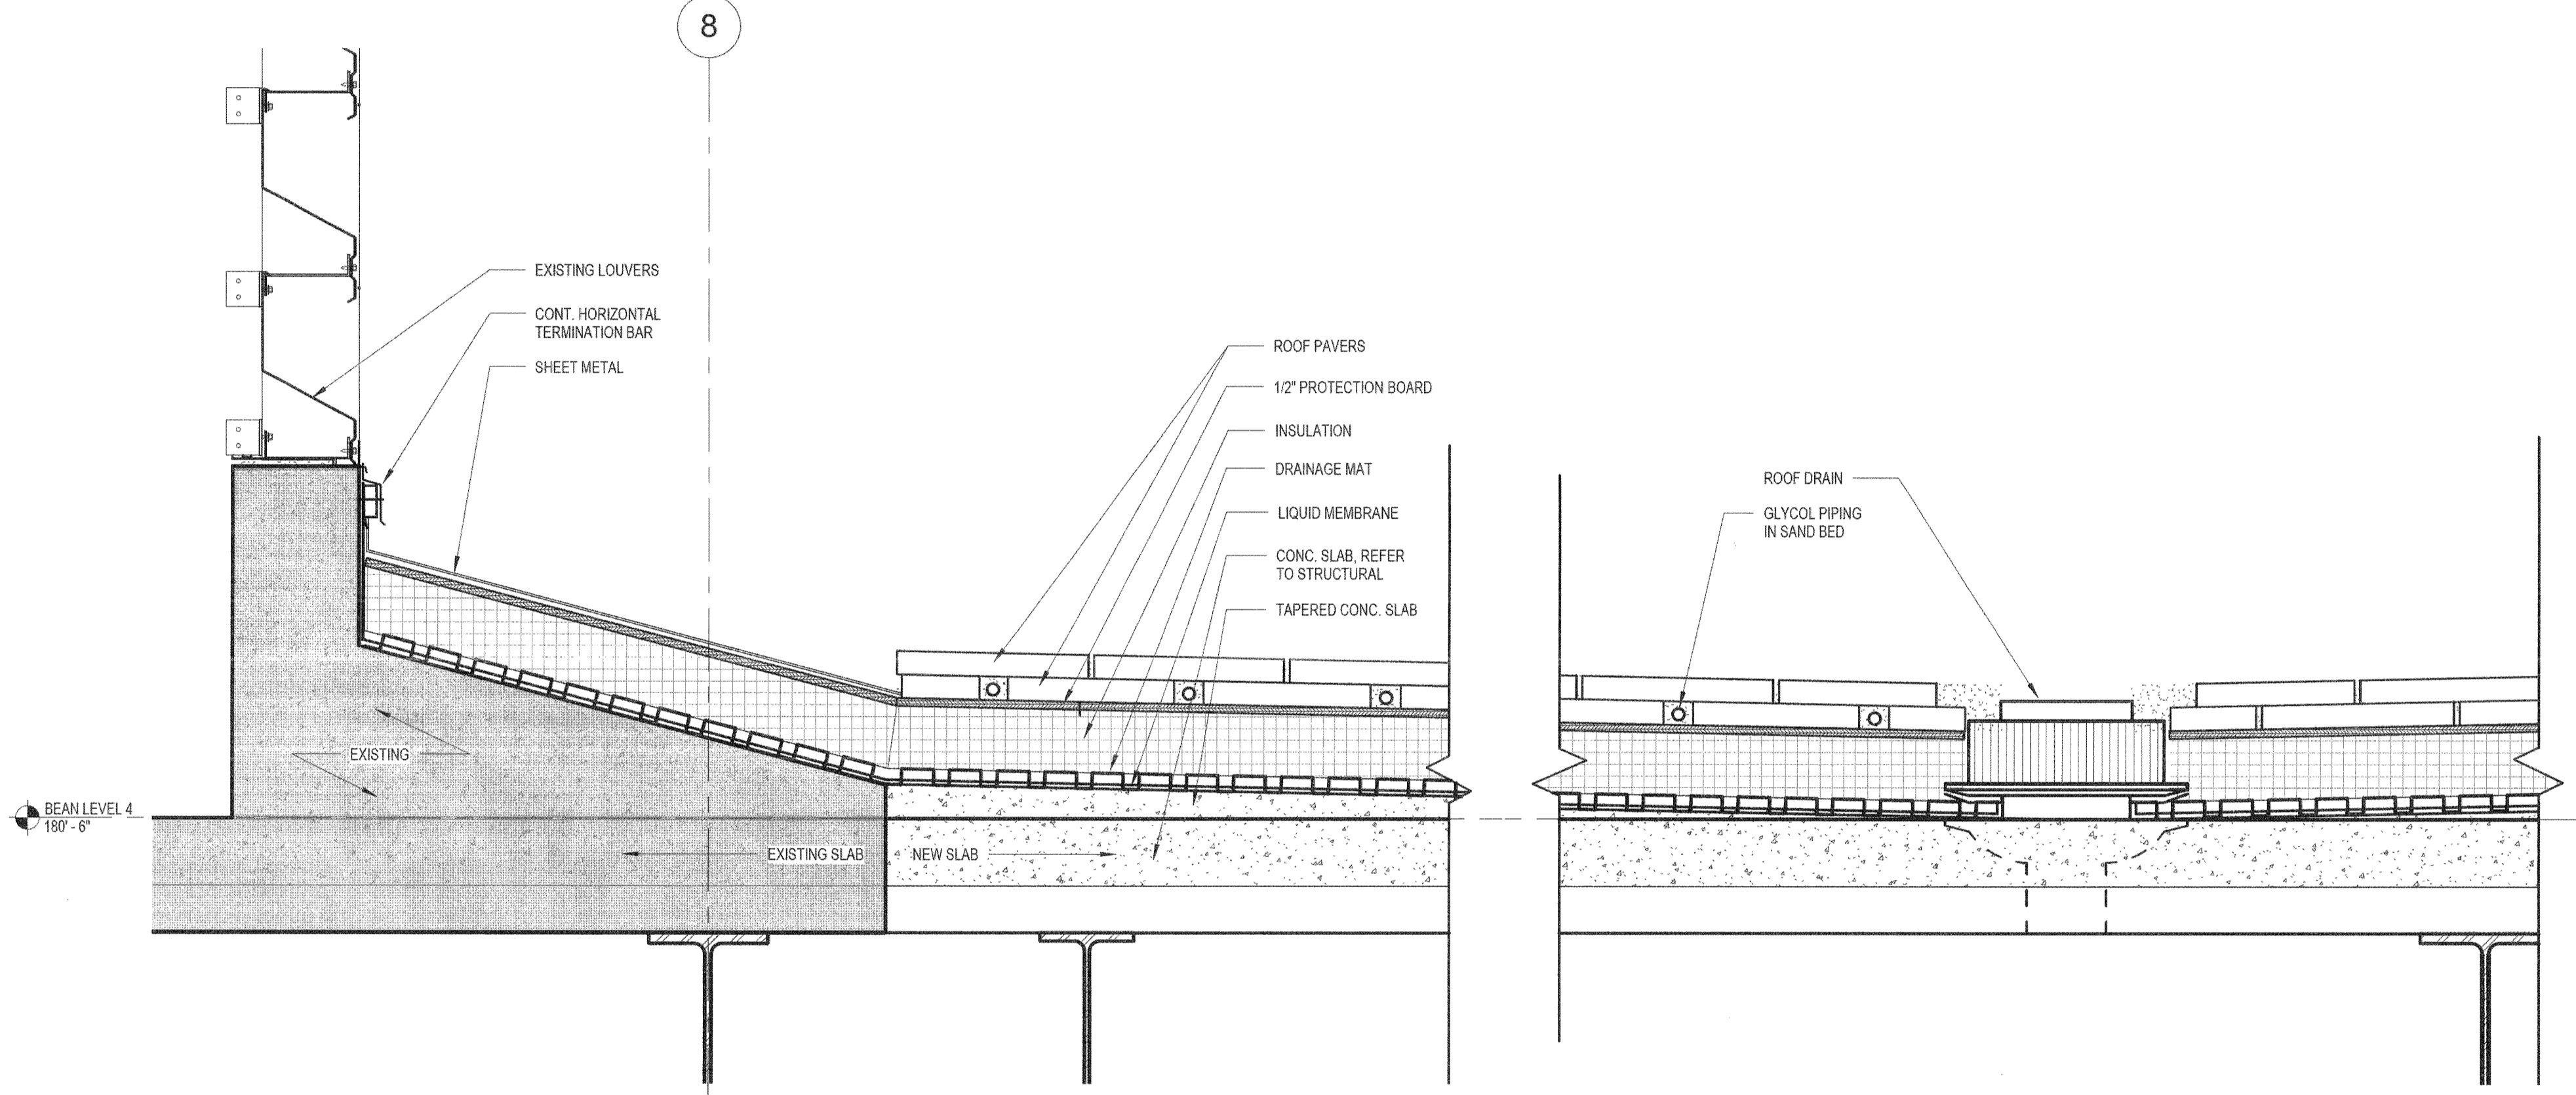 8
EXISTING LOUVERS
CONT. HORIZONTAL
TERMINATION BAR
SHEET METAL
ROOF PAVERS
1/2" PROTECTION BOARD
INSULATION
DRAINAGE MAT
LIQUID MEMBRANE
CONC. SLAB, REFER
TO STRUCTURAL
TAPERED CONC. SLAB
ROOF DRAIN
GLYCOL PIPING
IN SAND BED
EXISTING
BEAN LEVEL 4
180' - 6"
EXISTING SLAB
NEW SLAB